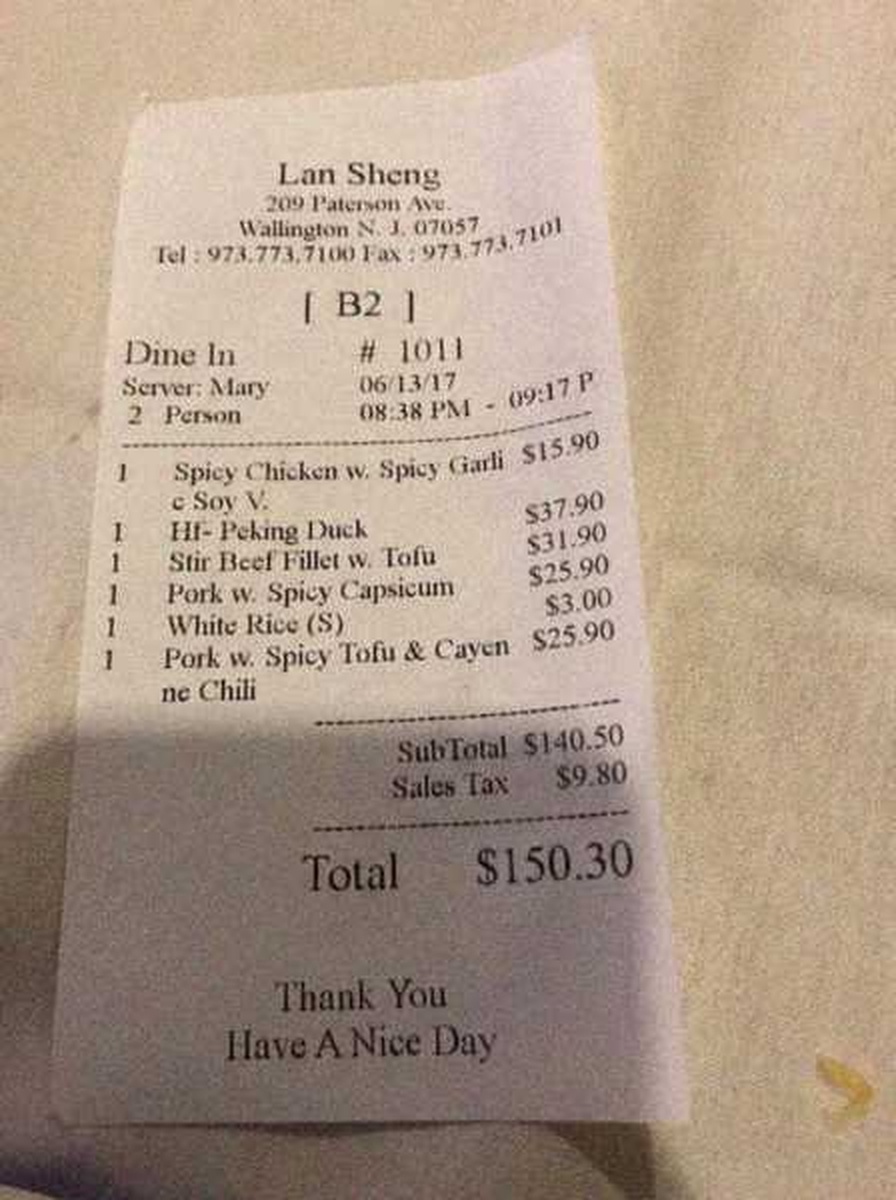 Lan Sheng
209 Paterson Ave.
Wallington N. J. 07057
Tel : 973.773.7100 Fax : 973.773.7101
[ B2 ]
Dine In # 1011
Server: Mary 06/13/17
2 Person 08:38 PM - 09:17 P
1 Spicy Chicken w. Spicy Garli $15.90
c Soy V.
1 Hf- Peking Duck $37.90
1 Stir Beef Fillet w. Tofu $31.90
1 Pork w. Spicy Capsicum $25.90
1 White Rice (S) $3.00
1 Pork w. Spicy Tofu & Cayen $25.90
ne Chili
SubTotal $140.50
Sales Tax $9.80
Total $150.30
Thank You
Have A Nice Day